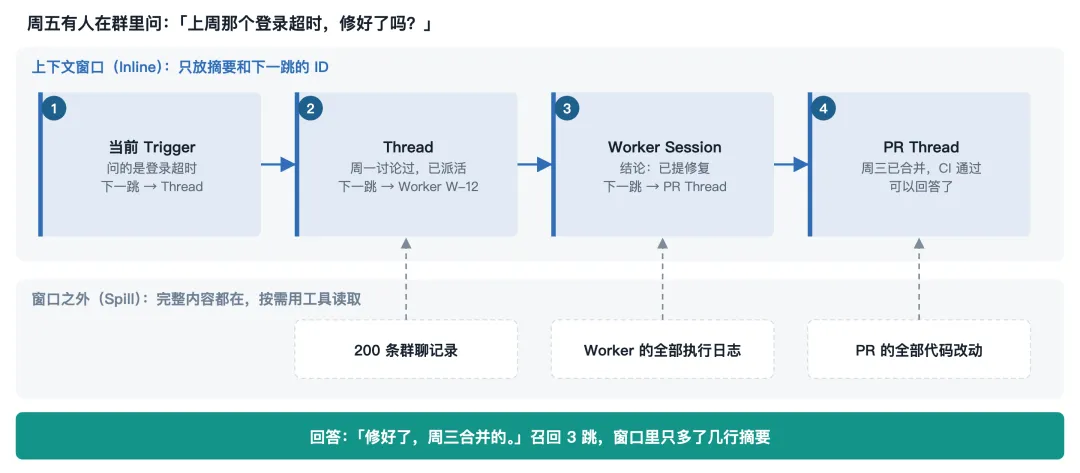 周五有人在群里问：「上周那个登录超时，修好了吗？」
上下文窗口（Inline）：只放摘要和下一跳的 ID
1
当前 Trigger
问的是登录超时
下一跳 → Thread
2
Thread
周一讨论过，已派活
下一跳 → Worker W-12
3
Worker Session
结论：已提修复
下一跳 → PR Thread
4
PR Thread
周三已合并，CI 通过
可以回答了
窗口之外（Spill）：完整内容都在，按需用工具读取
200 条群聊记录
Worker 的全部执行日志
PR 的全部代码改动
回答：「修好了，周三合并的。」召回 3 跳，窗口里只多了几行摘要